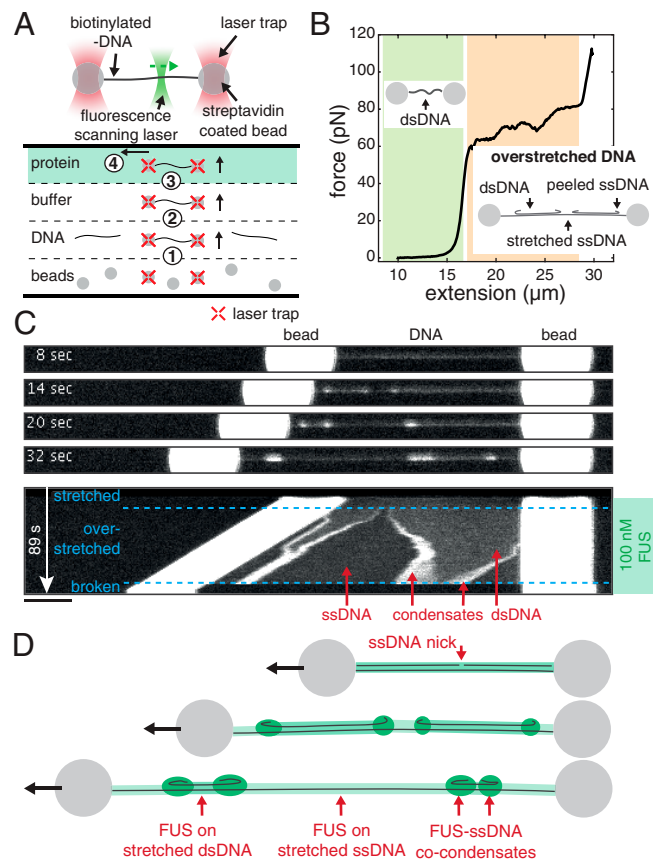 A
biotinylated
-DNA
laser trap
fluorescence
scanning laser
streptavidin
coated bead
protein
4
3
buffer
2
DNA
1
beads
laser trap
B
force (pN)
120
100
80
60
40
20
0
dsDNA
overstretched DNA
dsDNA
peeled ssDNA
stretched ssDNA
10
15
20
25
30
extension (μm)
C
bead
DNA
bead
8 sec
14 sec
20 sec
32 sec
89 s
stretched
over-
stretched
broken
100 nM
FUS
ssDNA
condensates
dsDNA
D
ssDNA nick
FUS on
stretched dsDNA
FUS on
stretched ssDNA
FUS-ssDNA
co-condensates